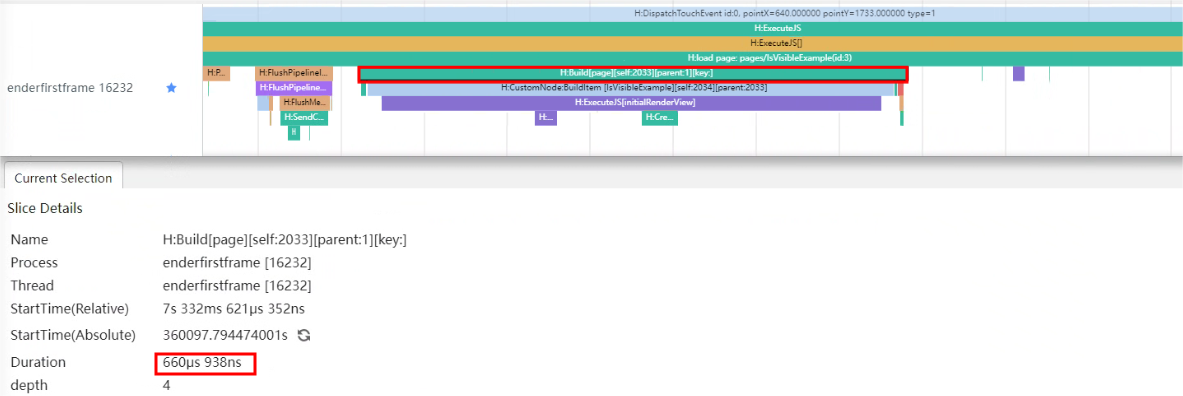 H:DispatchTouchEvent id:0, pointX=640.000000 pointY=1733.000000 type=1
H:ExecuteJS
H:ExecuteJS[]
H:load page: pages/IsVisibleExample(id:3)
H:P... H:FlushPipelineI... H:Build[page][self:2033][parent:1][key:]
enderfirstframe 16232 H:FlushPipeline... H:CustomNode:BuildItem [IsVisibleExample][self:2034][parent:2033]
H:FlushMe... H:ExecuteJS[initialRenderView]
H:SendC... H:... H:Cre...
H
Current Selection
Slice Details
Name H:Build[page][self:2033][parent:1][key:]
Process enderfirstframe [16232]
Thread enderfirstframe [16232]
StartTime(Relative) 7s 332ms 621μs 352ns
StartTime(Absolute) 360097.794474001s
Duration 660μs 938ns
depth 4